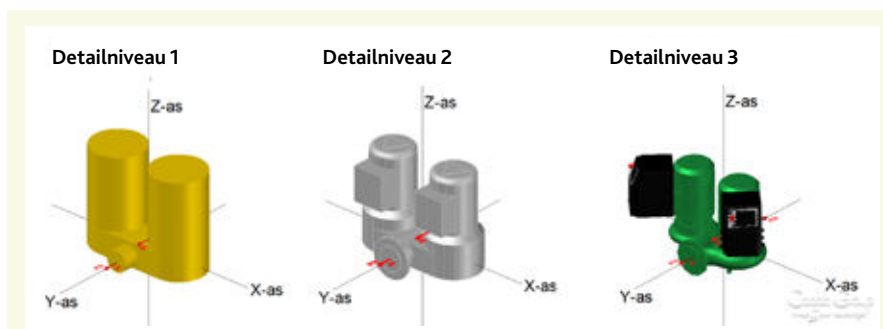 Detailniveau 1
Detailniveau 2
Detailniveau 3
Z-as
Z-as
Z-as
X-as
X-as
X-as
Y-as
Y-as
Y-as